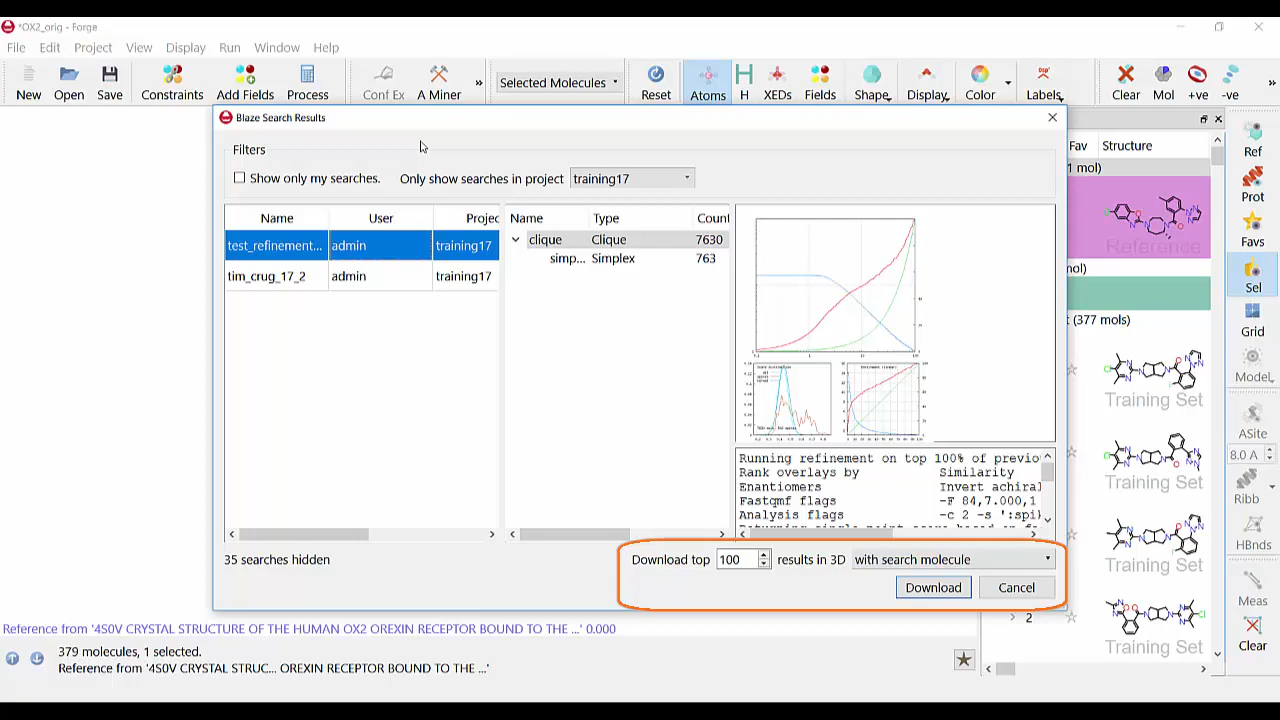 *OX2_orig - Forge
File Edit Project View Display Run Window Help
New Open Save Constraints Add Fields Process Conf Ex A Miner » Selected Molecules Reset Atoms H XEDs Fields Shape Display Color Labels Clear Mol +ve -ve »
Blaze Search Results
Filters
Show only my searches. Only show searches in project training17
Name User Projec
test_refinement... admin training17
tim_crug_17_2 admin training17
Name Type Count
clique Clique 7630
simp... Simplex 763
Running refinement on top 100% of previo
Rank overlays by Similarity
Enantiomers Invert achiral
Fastqmf flags -F 84,7.000,1
Analysis flags -c 2 -s ':spik
35 searches hidden
Download top 100 results in 3D with search molecule
Download Cancel
Fav Structure
1 mol)
Reference
nol)
t (377 mols)
Training Set
Training Set
Training Set
2
Training Set
Ref
Prot
Favs
Sel
Grid
Model
ASite
8.0 A
Ribb
HBnds
Meas
Clear
Reference from '4S0V CRYSTAL STRUCTURE OF THE HUMAN OX2 OREXIN RECEPTOR BOUND TO THE ...' 0.000
379 molecules, 1 selected.
Reference from '4S0V CRYSTAL STRUC... OREXIN RECEPTOR BOUND TO THE ...'